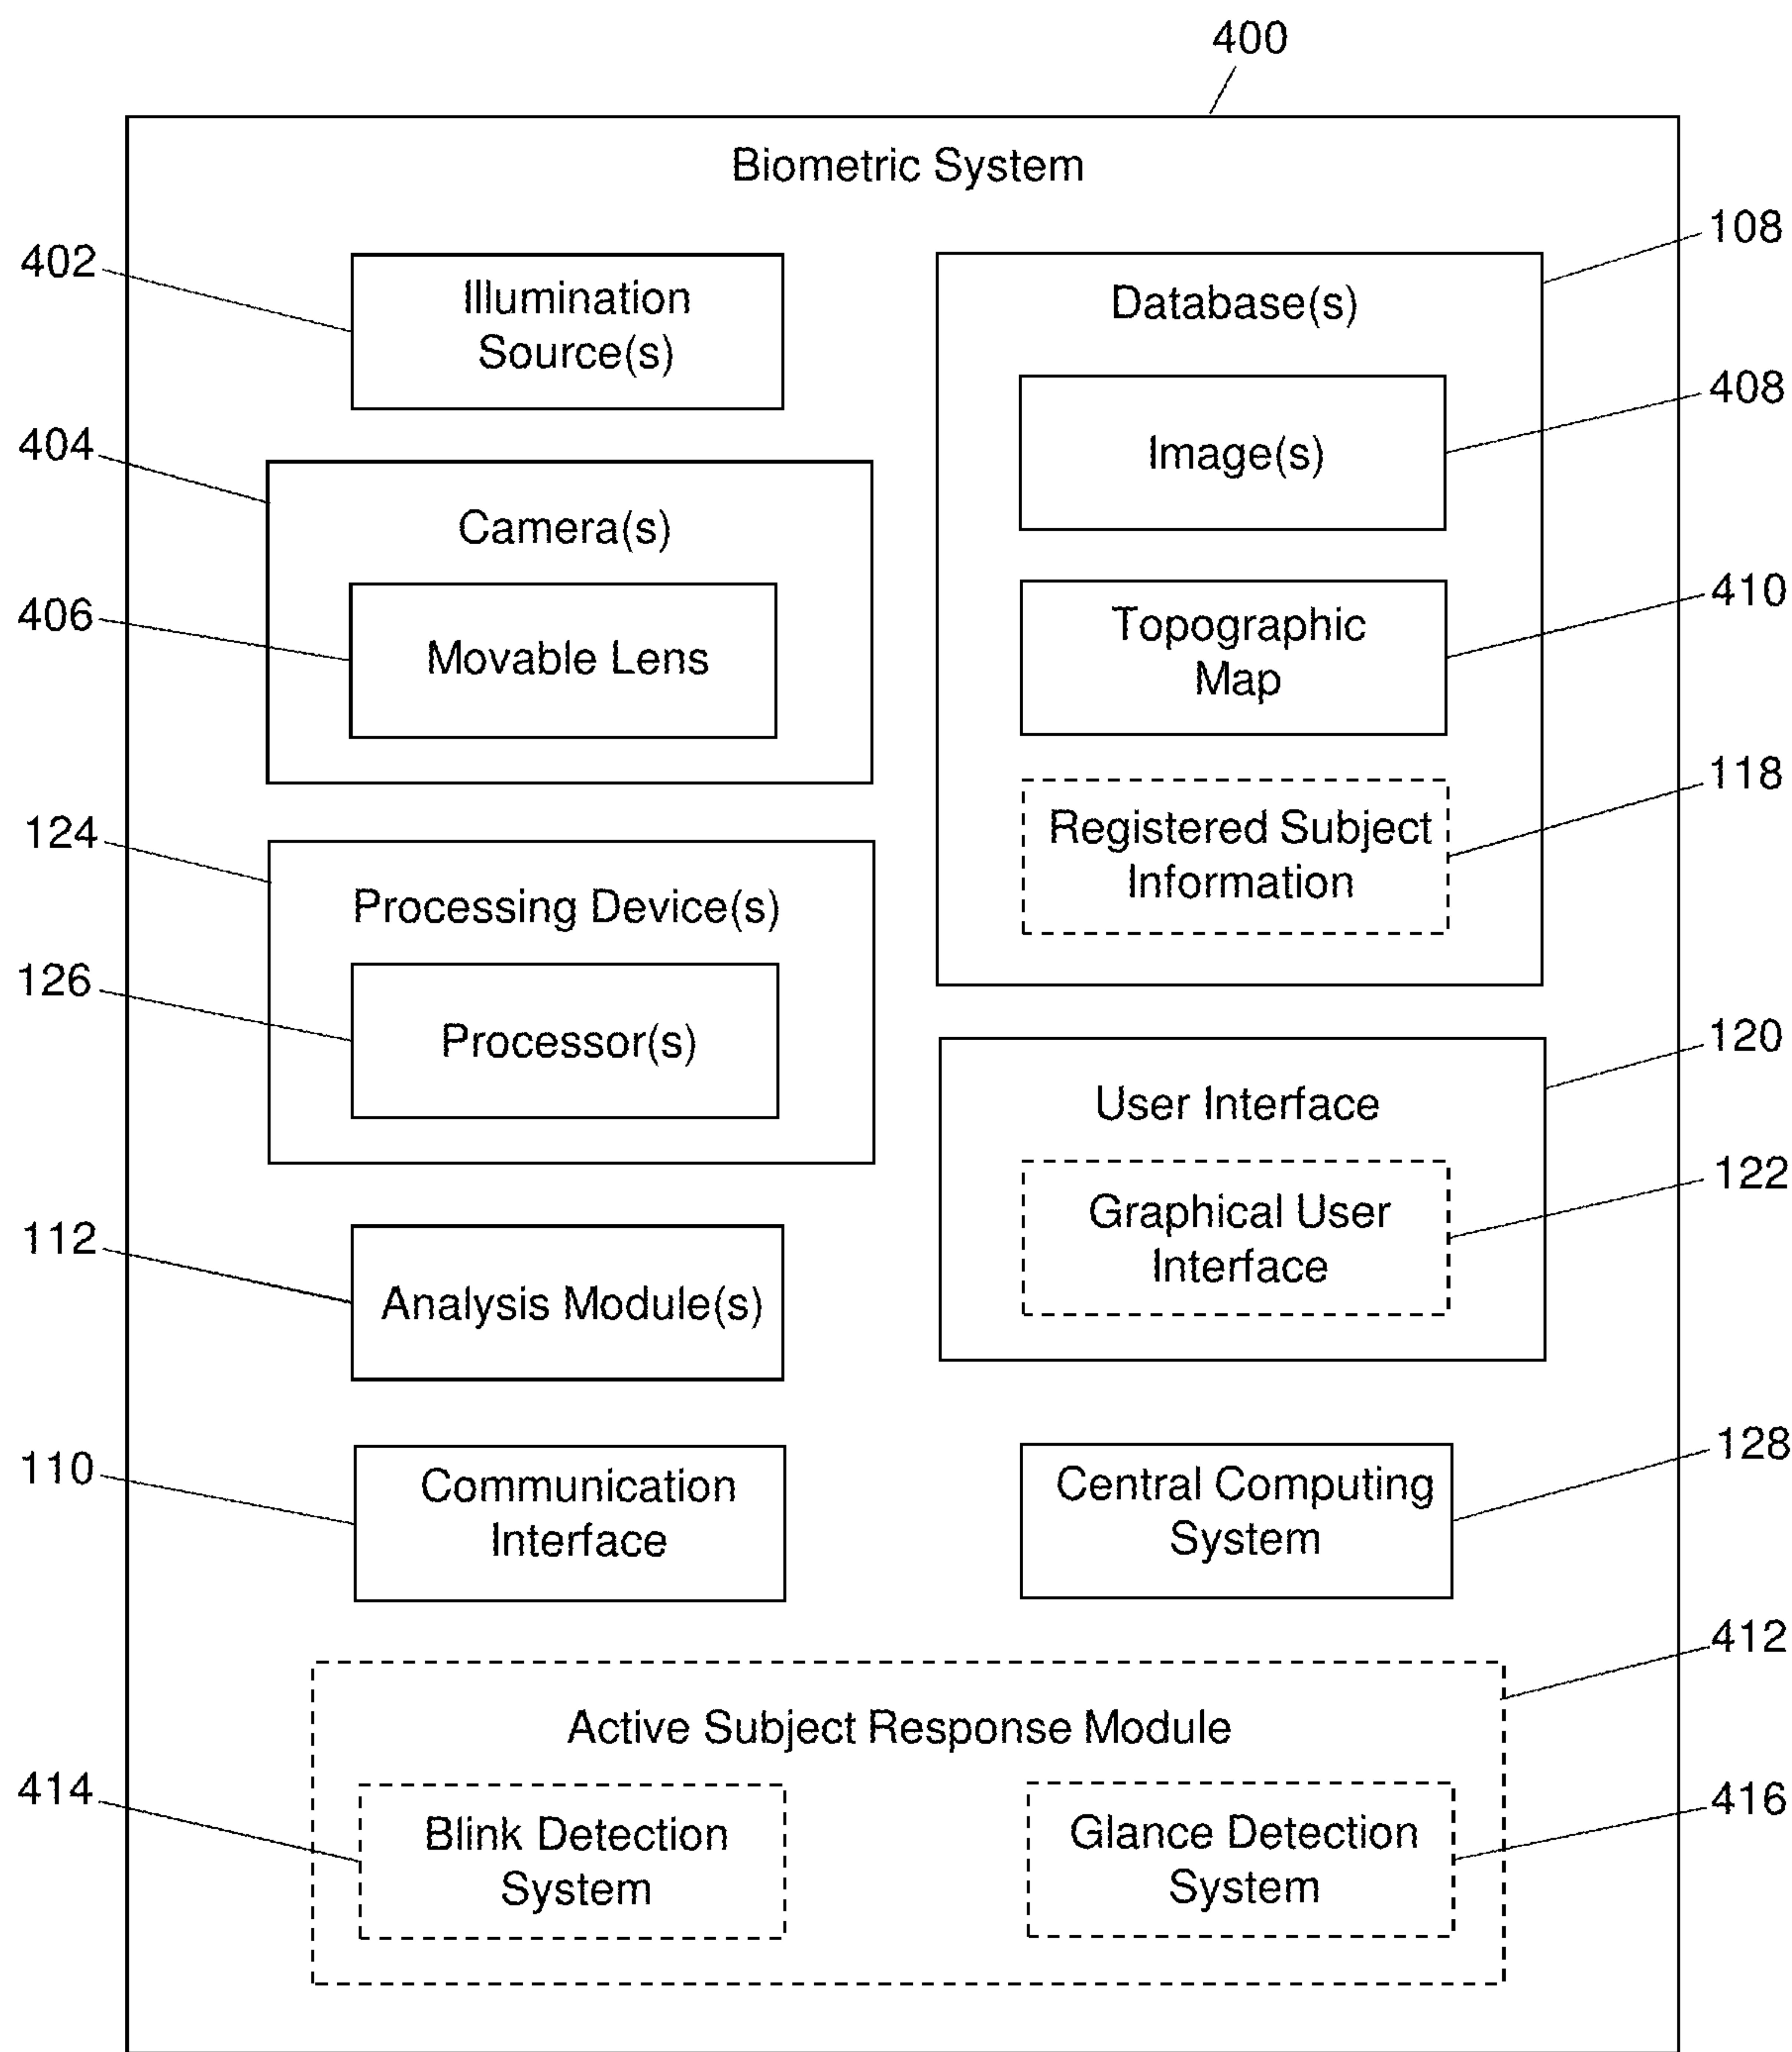 400
Biometric System
402
Illumination
Source(s)
404
Camera(s)
406
Movable Lens
124
Processing Device(s)
126
Processor(s)
112
Analysis Module(s)
110
Communication
Interface
108
Database(s)
408
Image(s)
410
Topographic
Map
118
Registered Subject
Information
120
User Interface
122
Graphical User
Interface
128
Central Computing
System
412
Active Subject Response Module
414
Blink Detection
System
416
Glance Detection
System